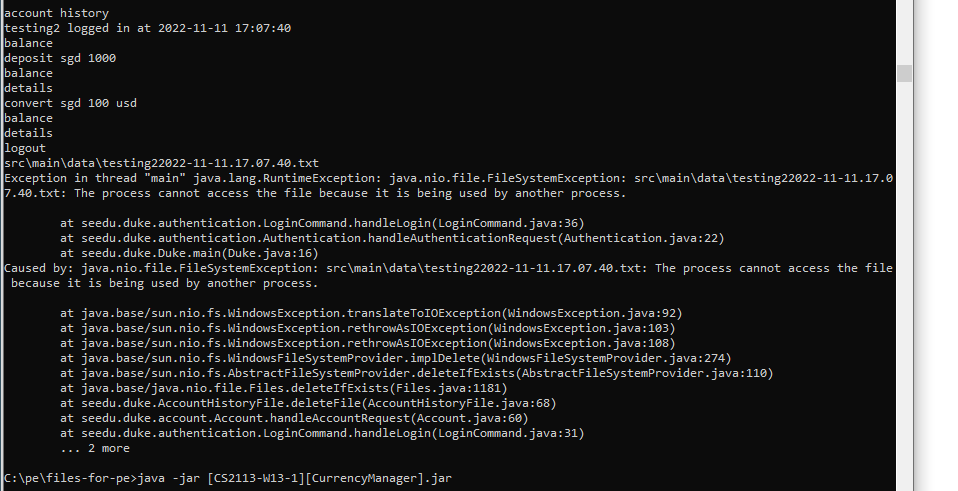 account history
testing2 logged in at 2022-11-11 17:07:40
balance
deposit sgd 1000
balance
details
convert sgd 100 usd
balance
details
logout
src\main\data\testing22022-11-11.17.07.40.txt
Exception in thread "main" java.lang.RuntimeException: java.nio.file.FileSystemException: src\main\data\testing22022-11-11.17.0
7.40.txt: The process cannot access the file because it is being used by another process.
at seedu.duke.authentication.LoginCommand.handleLogin(LoginCommand.java:36)
at seedu.duke.authentication.Authentication.handleAuthenticationRequest(Authentication.java:22)
at seedu.duke.Duke.main(Duke.java:16)
Caused by: java.nio.file.FileSystemException: src\main\data\testing22022-11-11.17.07.40.txt: The process cannot access the file
because it is being used by another process.
at java.base/sun.nio.fs.WindowsException.translateToIOException(WindowsException.java:92)
at java.base/sun.nio.fs.WindowsException.rethrowAsIOException(WindowsException.java:103)
at java.base/sun.nio.fs.WindowsException.rethrowAsIOException(WindowsException.java:108)
at java.base/sun.nio.fs.WindowsFileSystemProvider.implDelete(WindowsFileSystemProvider.java:274)
at java.base/sun.nio.fs.AbstractFileSystemProvider.deleteIfExists(AbstractFileSystemProvider.java:110)
at java.base/java.nio.file.Files.deleteIfExists(Files.java:1181)
at seedu.duke.AccountHistoryFile.deleteFile(AccountHistoryFile.java:68)
at seedu.duke.account.Account.handleAccountRequest(Account.java:60)
at seedu.duke.authentication.LoginCommand.handleLogin(LoginCommand.java:31)
... 2 more
C:\pe\files-for-pe>java -jar [CS2113-W13-1][CurrencyManager].jar